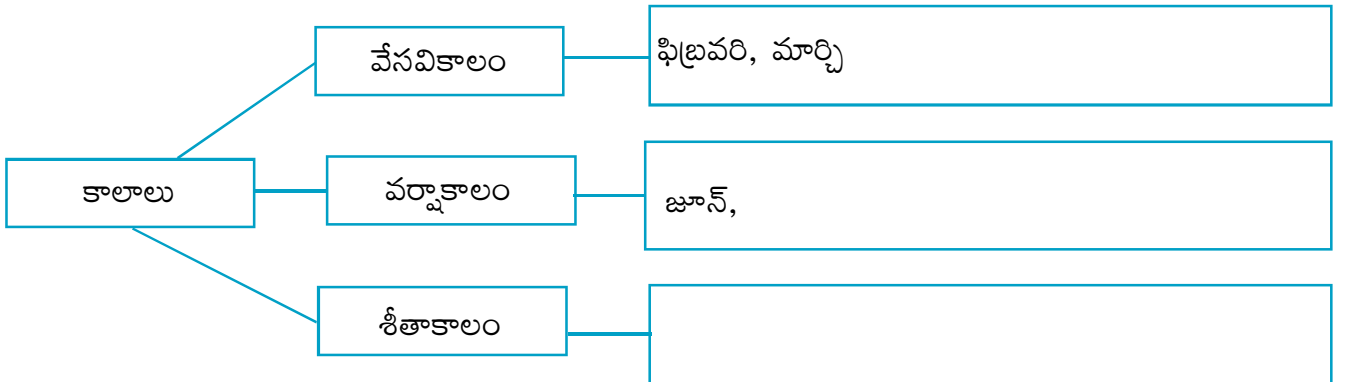 వేసవికాలం
ఫిబ్రవరి, మార్చి
కాలాలు
వర్షాకాలం
జూన్,
శీతాకాలం